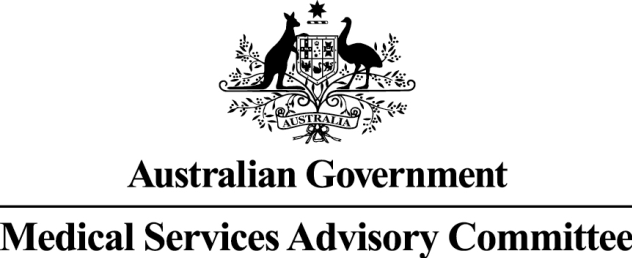 AUSTRALIA
Australian Government
Medical Services Advisory Committee